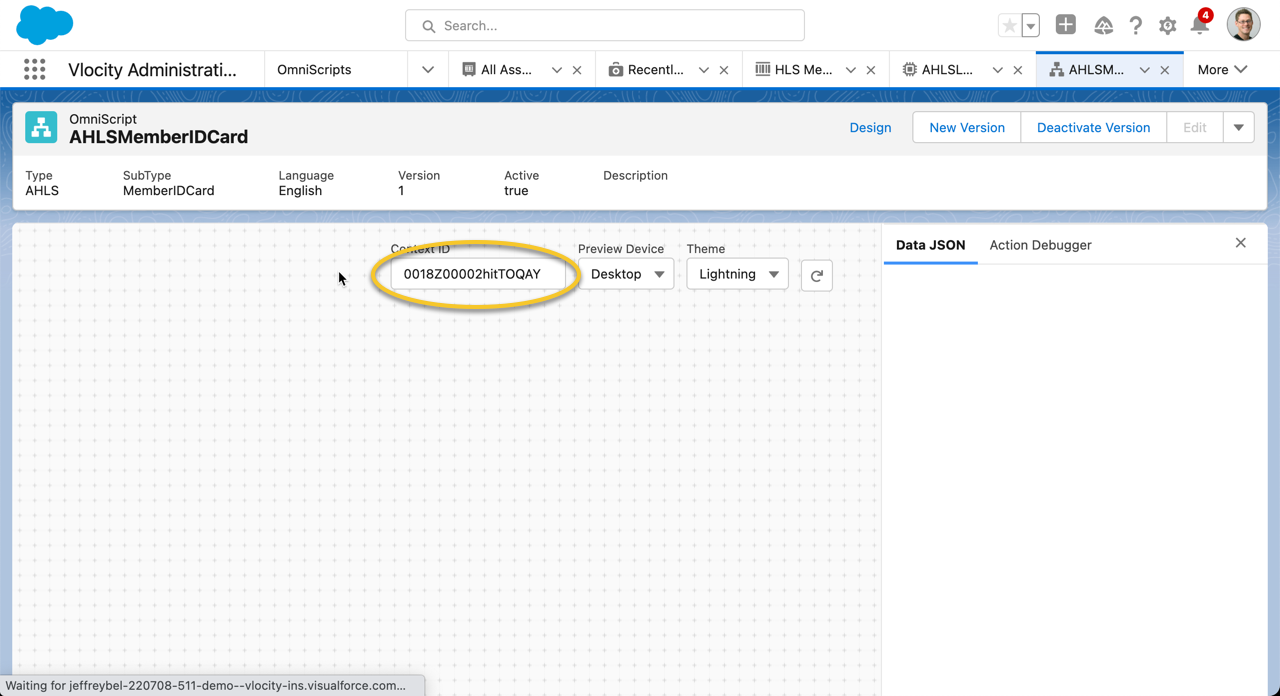 Search...
4
Vlocity Administrati...
OmniScripts
All Ass...
Recentl...
HLS Me...
AHLSL...
AHLSM...
More
OmniScript
AHLSMemberIDCard
Design
New Version
Deactivate Version
Edit
Type
SubType
Language
Version
Active
Description
AHLS
MemberIDCard
English
1
true
Context ID
Preview Device
Theme
0018Z00002hitTOQAY
Desktop
Lightning
Data JSON
Action Debugger
Waiting for jeffreybel-220708-511-demo--vlocity-ins.visualforce.com...